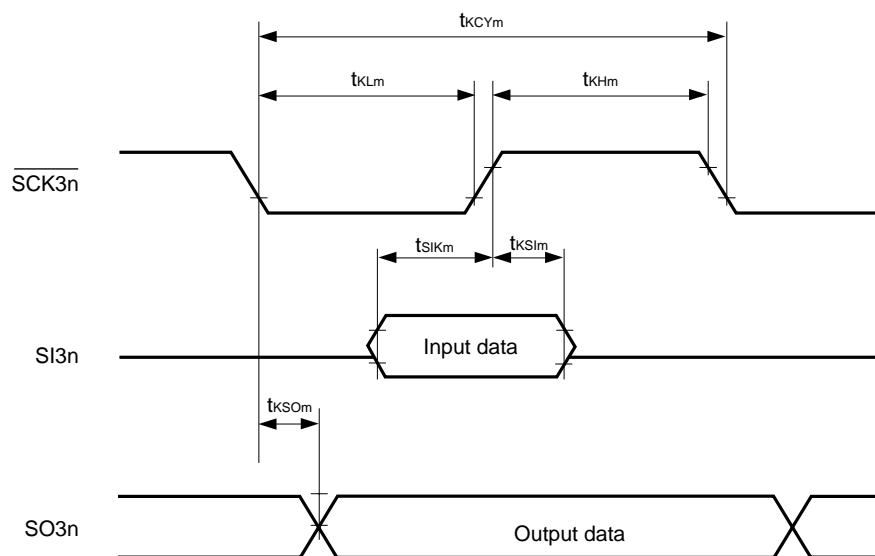 tKCYm
tKLm tKHm
SCK3n
tSIKm tKSIm
SI3n Input data
tKSOm
SO3n Output data